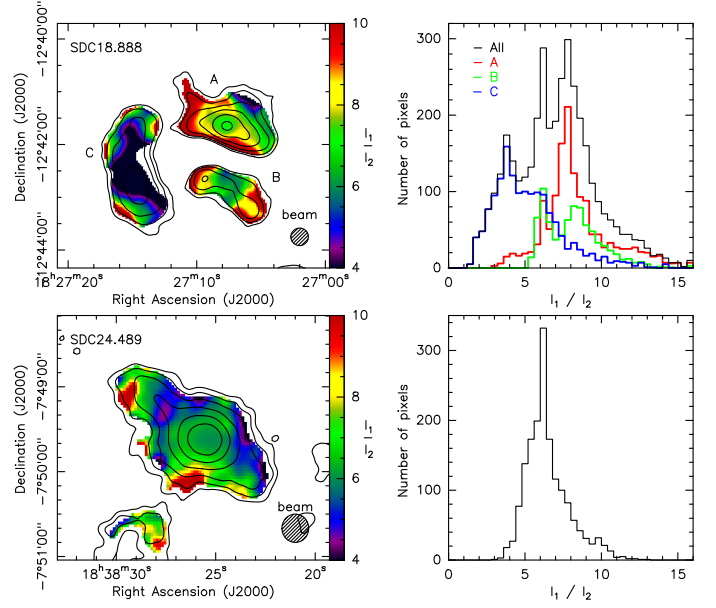 SDC18.888
A
B
C
beam
−12°40'00''
−12°42'00''
−12°44'00''
Declination (J2000)
18ʰ27ᵐ20ˢ
27ᵐ10ˢ
27ᵐ00ˢ
Right Ascension (J2000)
10
8
6
4
I₁
I₂
300
200
100
0
Number of pixels
All
A
B
C
0
5
10
15
I₁ / I₂
SDC24.489
beam
−7°49'00''
−7°50'00''
−7°51'00''
Declination (J2000)
18ʰ38ᵐ30ˢ
25ˢ
20ˢ
Right Ascension (J2000)
10
8
6
4
I₁
I₂
300
200
100
0
Number of pixels
0
5
10
15
I₁ / I₂